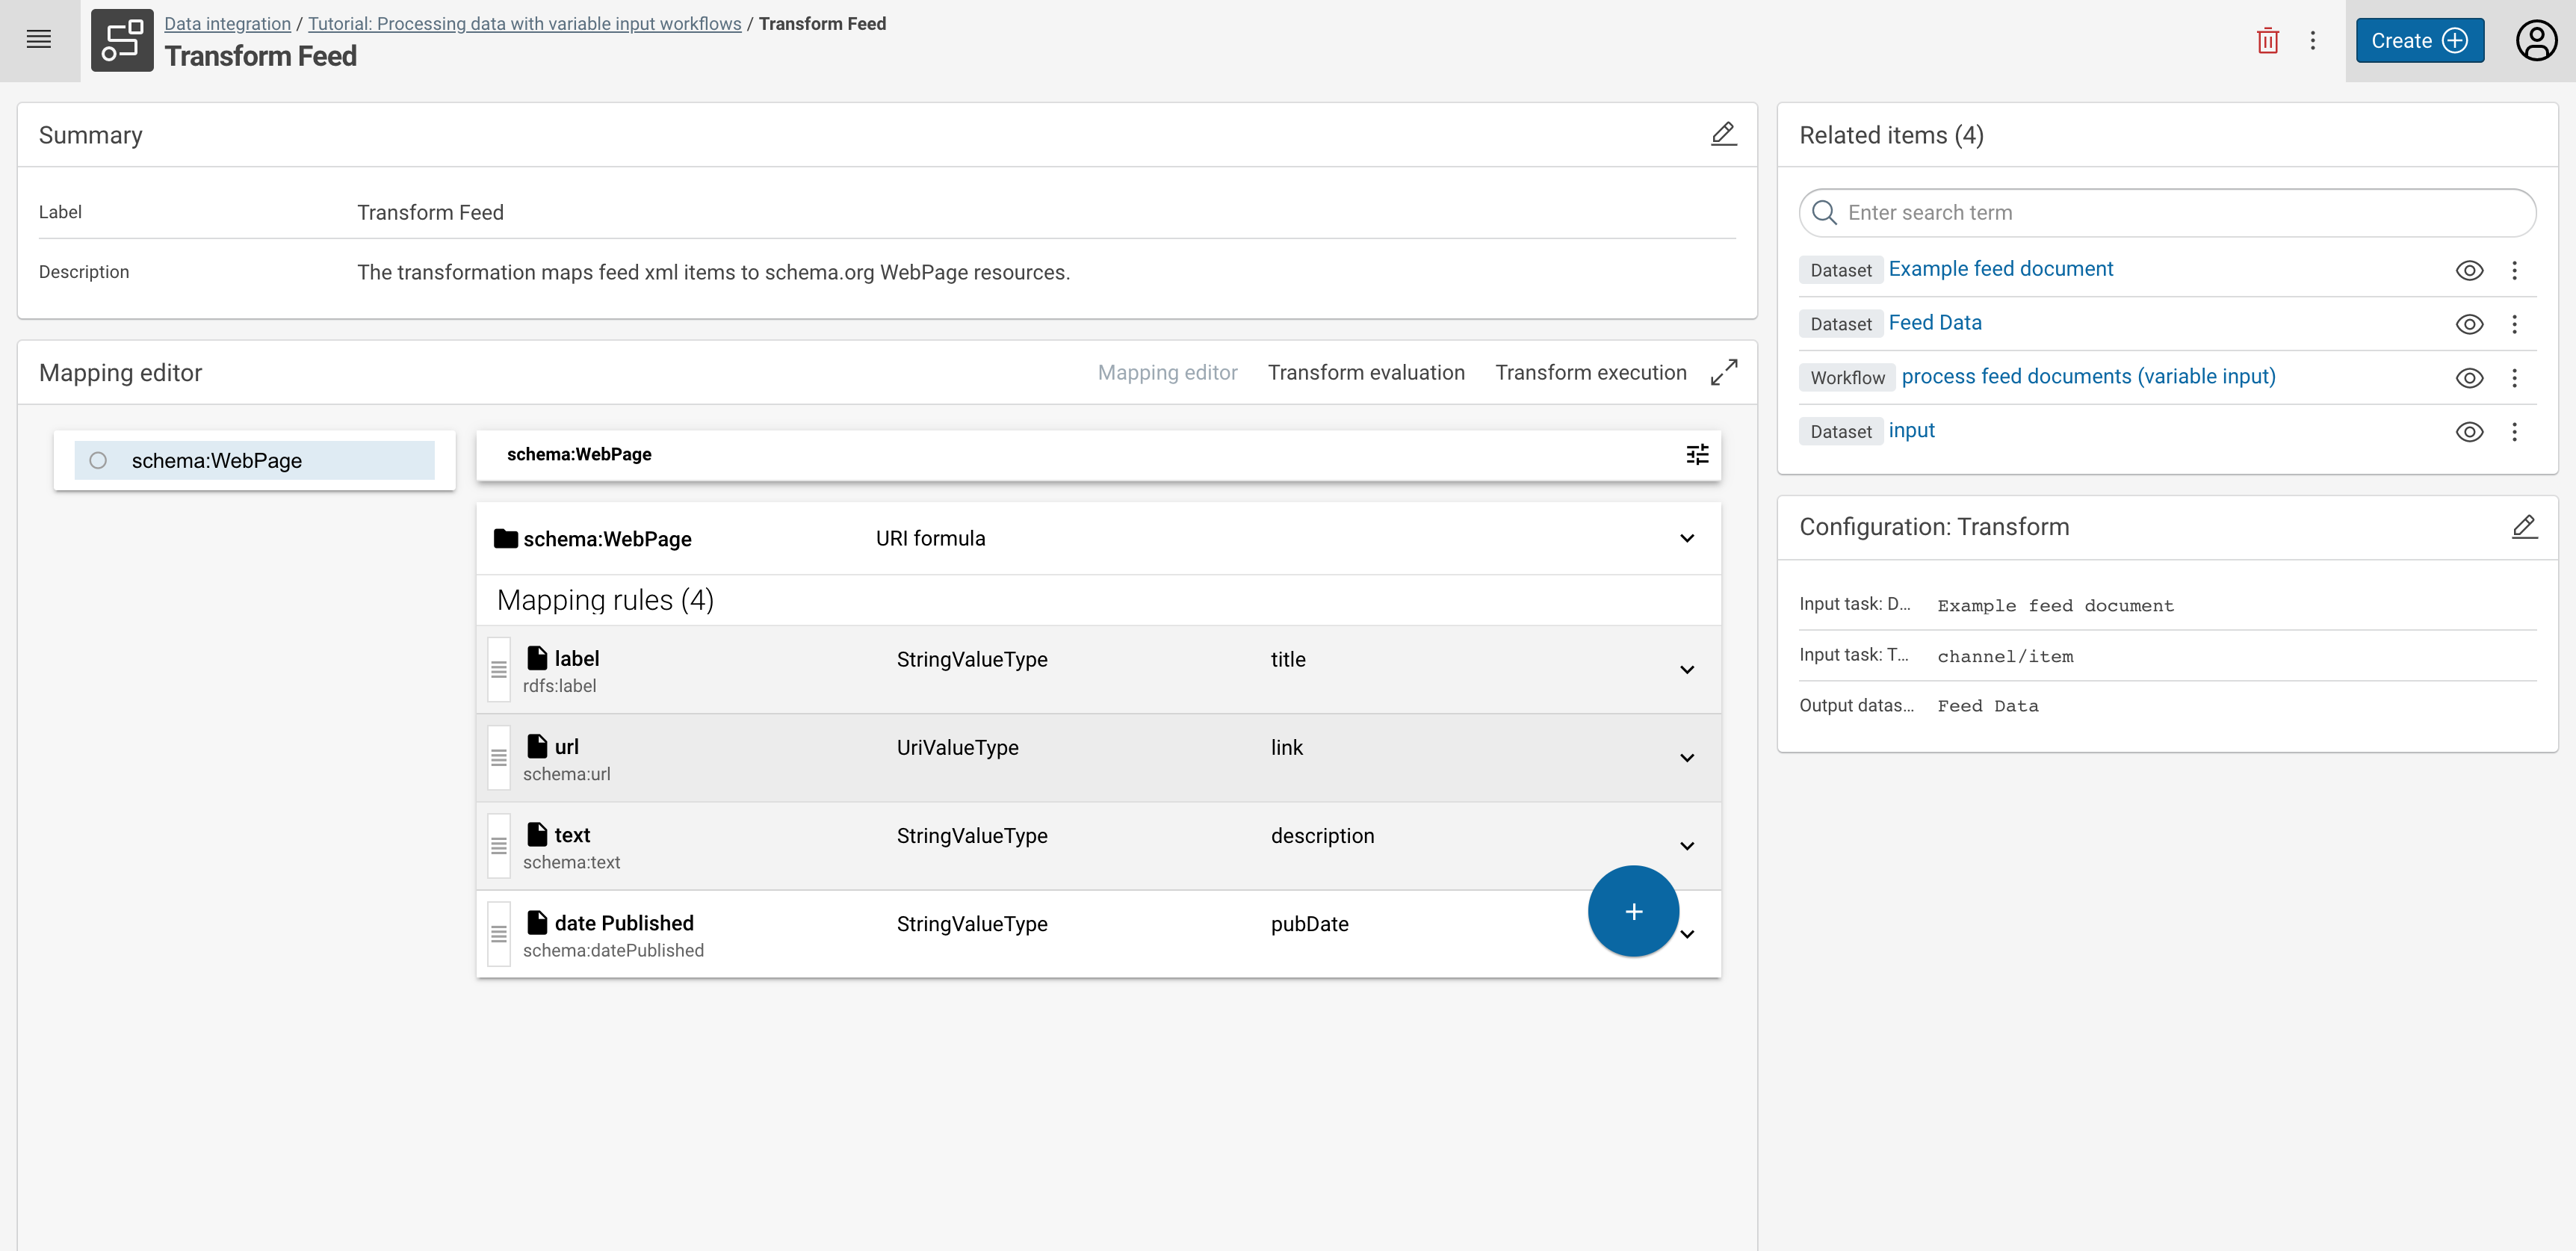 Data integration / Tutorial: Processing data with variable input workflows / Transform Feed
Transform Feed
Create
Summary
Label Transform Feed
Description The transformation maps feed xml items to schema.org WebPage resources.
Mapping editor Mapping editor Transform evaluation Transform execution
schema:WebPage
schema:WebPage
schema:WebPage URI formula
Mapping rules (4)
label StringValueType title
rdfs:label
url UriValueType link
schema:url
text StringValueType description
schema:text
date Published StringValueType pubDate
schema:datePublished
Related items (4)
Enter search term
Dataset Example feed document
Dataset Feed Data
Workflow process feed documents (variable input)
Dataset input
Configuration: Transform
Input task: D... Example feed document
Input task: T... channel/item
Output datas... Feed Data